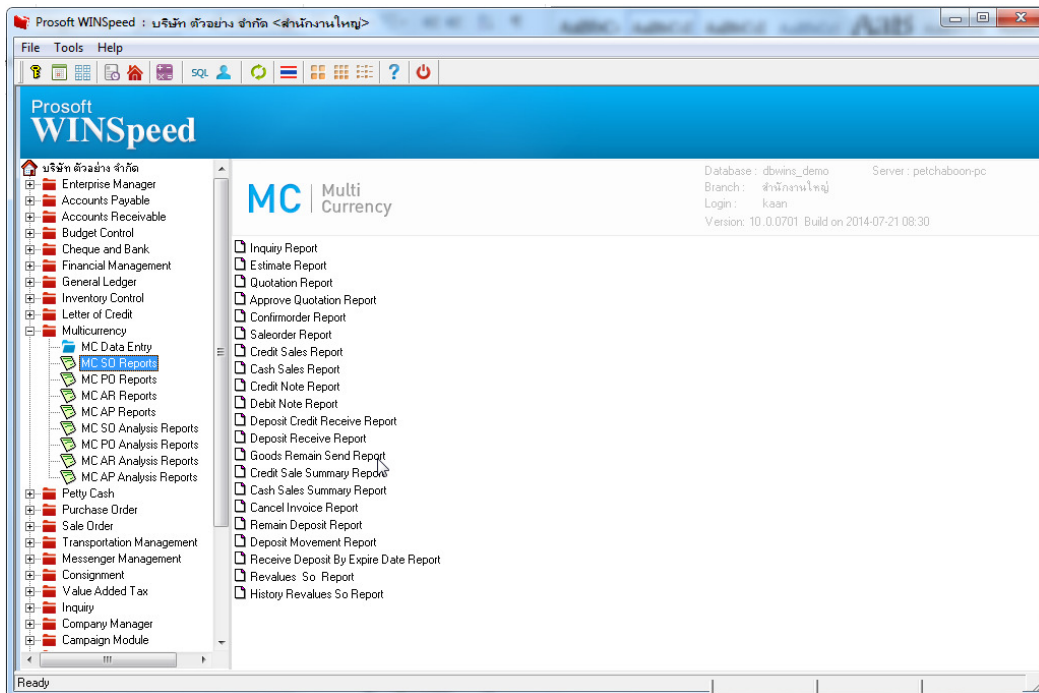 Prosoft WINSpeed : บริษัท ตัวอย่าง จำกัด <สำนักงานใหญ่>
File Tools Help
SQL
Prosoft
WINSpeed
บริษัท ตัวอย่าง จำกัด
Enterprise Manager
Accounts Payable
Accounts Receivable
Budget Control
Cheque and Bank
Financial Management
General Ledger
Inventory Control
Letter of Credit
Multicurrency
MC Data Entry
MC SO Reports
MC PO Reports
MC AR Reports
MC AP Reports
MC SO Analysis Reports
MC PO Analysis Reports
MC AR Analysis Reports
MC AP Analysis Reports
Petty Cash
Purchase Order
Sale Order
Transportation Management
Messenger Management
Consignment
Value Added Tax
Inquiry
Company Manager
Campaign Module
MC Multi Currency
Database : dbwins_demo Server : petchaboon-pc
Branch : สำนักงานใหญ่
Login : kaan
Version: 10.0.0701 Build on 2014-07-21 08:30
Inquiry Report
Estimate Report
Quotation Report
Approve Quotation Report
Confirmorder Report
Saleorder Report
Credit Sales Report
Cash Sales Report
Credit Note Report
Debit Note Report
Deposit Credit Receive Report
Deposit Receive Report
Goods Remain Send Report
Credit Sale Summary Report
Cash Sales Summary Report
Cancel Invoice Report
Remain Deposit Report
Deposit Movement Report
Receive Deposit By Expire Date Report
Revalues So Report
History Revalues So Report
Ready